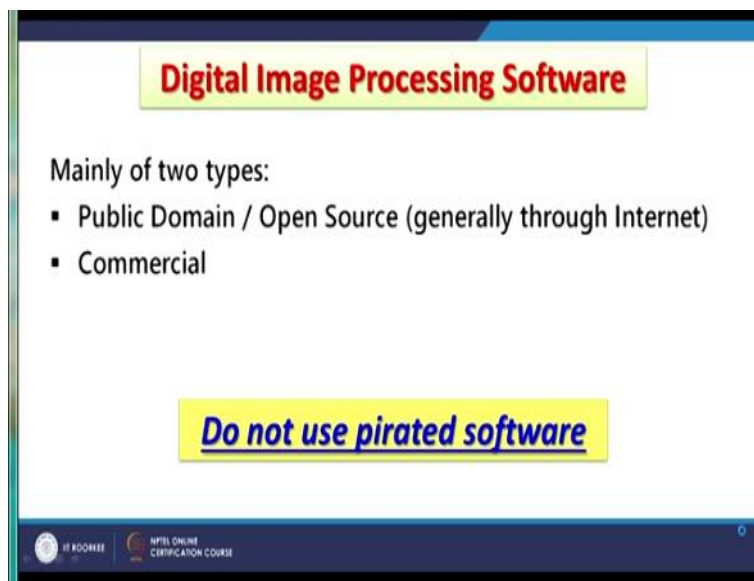 Digital Image Processing Software
Mainly of two types:
▪ Public Domain / Open Source (generally through Internet)
▪ Commercial
Do not use pirated software
IIT ROORKEE
NPTEL ONLINE
CERTIFICATION COURSE